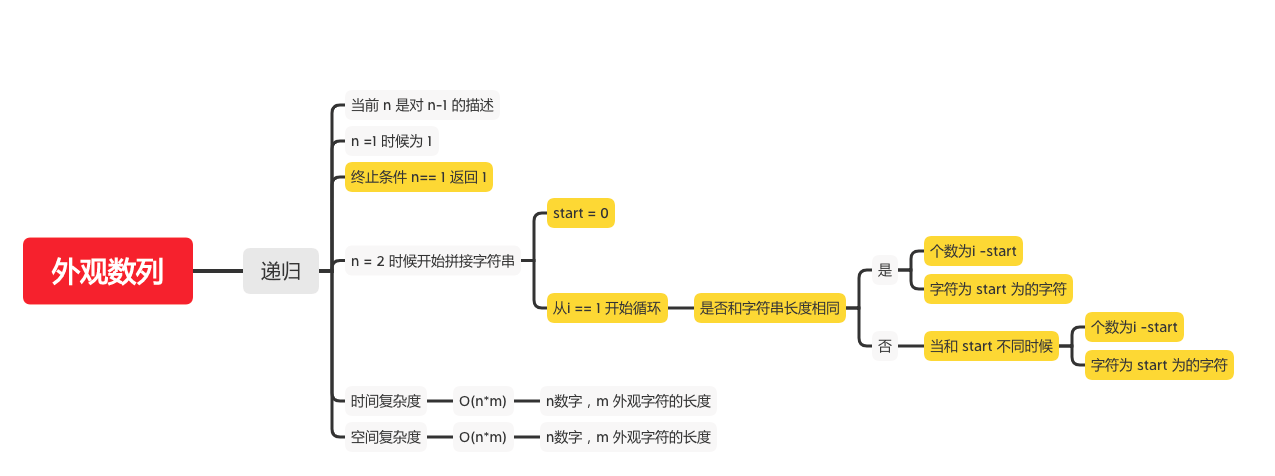 外观数列
递归
当前 n 是对 n-1 的描述
n =1 时候为 1
终止条件 n== 1 返回 1
n = 2 时候开始拼接字符串
start = 0
从i == 1 开始循环
是否和字符串长度相同
是
个数为i -start
字符为 start 为的字符
否
当和 start 不同时候
个数为i -start
字符为 start 为的字符
时间复杂度
O(n*m)
n数字，m 外观字符的长度
空间复杂度
O(n*m)
n数字，m 外观字符的长度